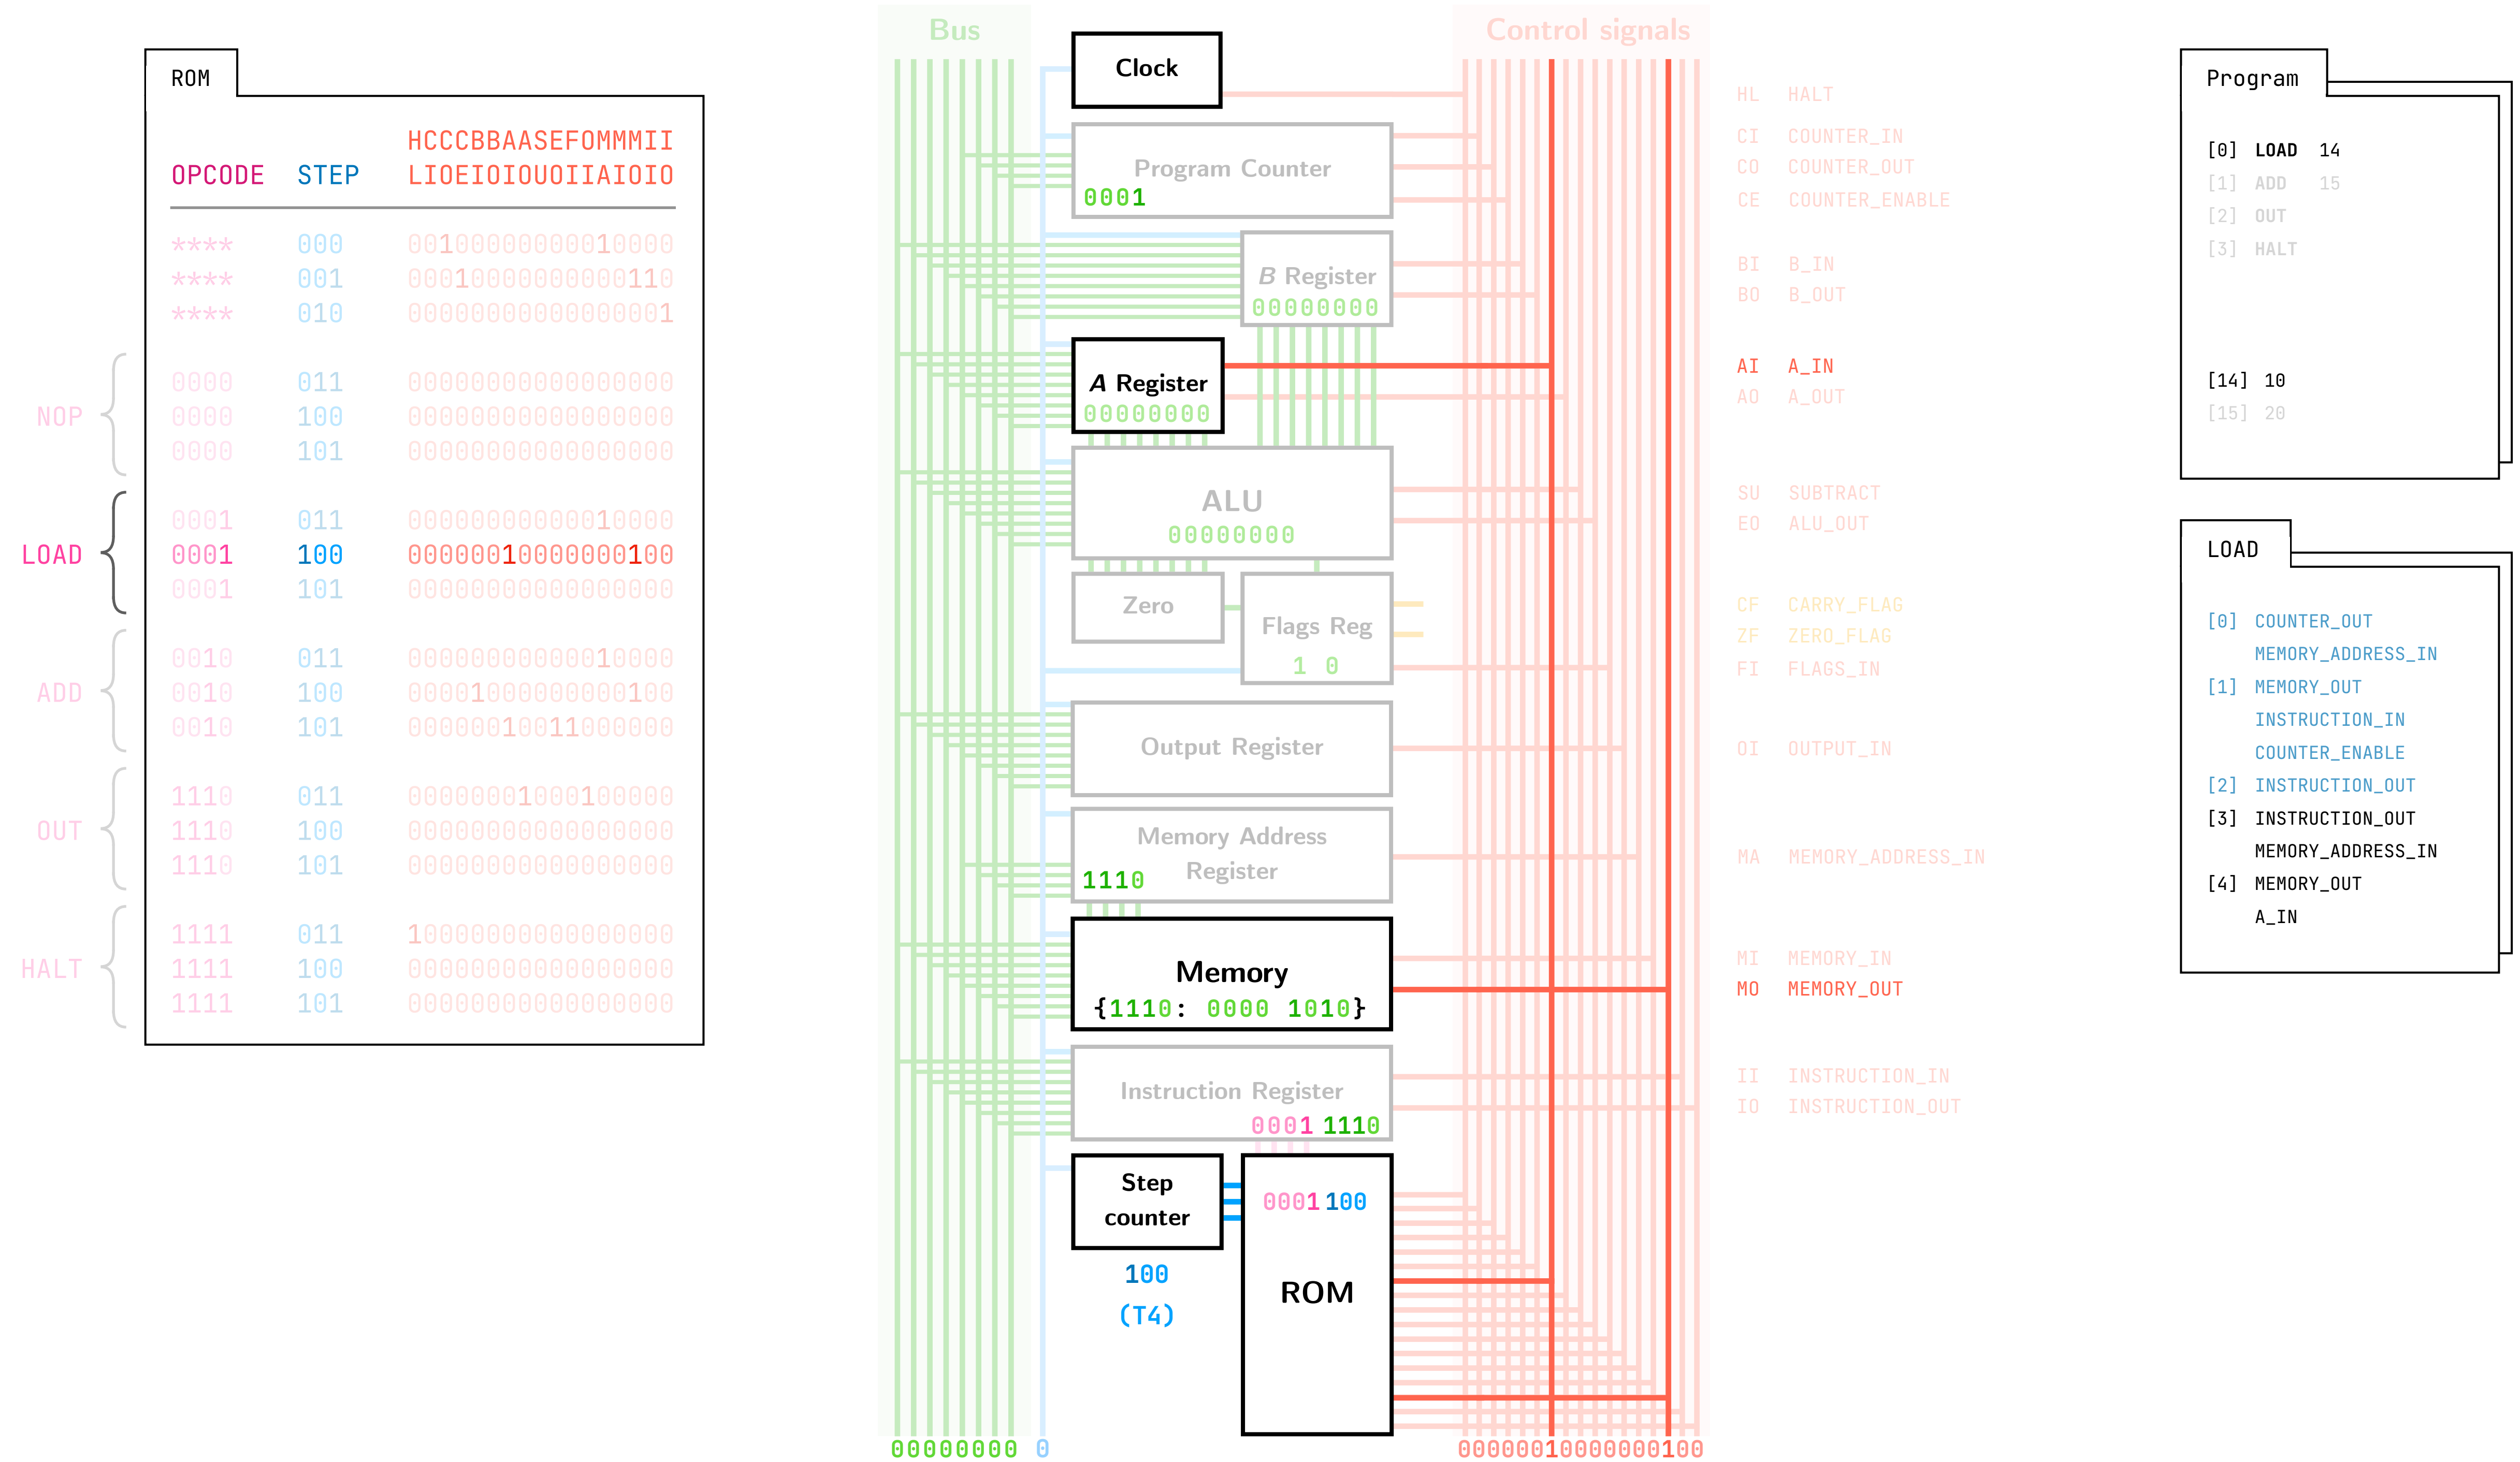 ROM
HCCCBBAASEFOMMMII
OPCODE STEP LIOEIOIOUOIIAIOIO
**** 000 00100000000010000
**** 001 00010000000000110
**** 010 00000000000000001
NOP
0000 011 00000000000000000
0000 100 00000000000000000
0000 101 00000000000000000
LOAD
0001 011 00000000000010000
0001 100 00000010000000100
0001 101 00000000000000000
ADD
0010 011 00000000000010000
0010 100 00001000000000100
0010 101 00000010011000000
OUT
1110 011 00000001000100000
1110 100 00000000000000000
1110 101 00000000000000000
HALT
1111 011 10000000000000000
1111 100 00000000000000000
1111 101 00000000000000000
Bus
Control signals
Clock
Program Counter
0001
B Register
00000000
A Register
00000000
ALU
00000000
Zero
Flags Reg
1 0
Output Register
Memory Address
Register
1110
Memory
{1110: 0000 1010}
Instruction Register
0001 1110
Step
counter
100
(T4)
0001 100
ROM
00000000 0
00000010000000100
HL HALT
CI COUNTER_IN
CO COUNTER_OUT
CE COUNTER_ENABLE
BI B_IN
BO B_OUT
AI A_IN
AO A_OUT
SU SUBTRACT
EO ALU_OUT
CF CARRY_FLAG
ZF ZERO_FLAG
FI FLAGS_IN
OI OUTPUT_IN
MA MEMORY_ADDRESS_IN
MI MEMORY_IN
MO MEMORY_OUT
II INSTRUCTION_IN
IO INSTRUCTION_OUT
Program
[0] LOAD 14
[1] ADD 15
[2] OUT
[3] HALT
[14] 10
[15] 20
LOAD
[0] COUNTER_OUT
MEMORY_ADDRESS_IN
[1] MEMORY_OUT
INSTRUCTION_IN
COUNTER_ENABLE
[2] INSTRUCTION_OUT
[3] INSTRUCTION_OUT
MEMORY_ADDRESS_IN
[4] MEMORY_OUT
A_IN